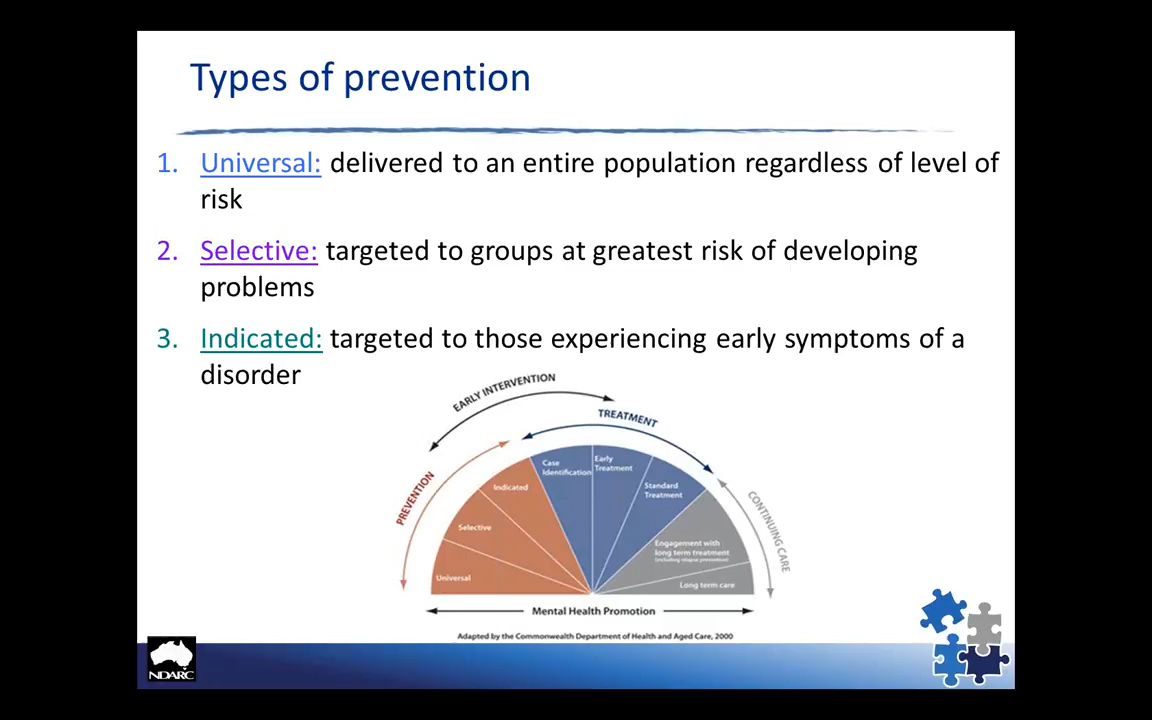 Types of prevention
1. Universal: delivered to an entire population regardless of level of
risk
2. Selective: targeted to groups at greatest risk of developing
problems
3. Indicated: targeted to those experiencing early symptoms of a
disorder
EARLY INTERVENTION
TREATMENT
PREVENTION
CONTINUING CARE
Universal
Selective
Indicated
Case
Identification
Early
Treatment
Standard
Treatment
Engagement with
long term treatment
(including relapse prevention)
Long term care
Mental Health Promotion
Adapted by the Commonwealth Department of Health and Aged Care, 2000
NDARC